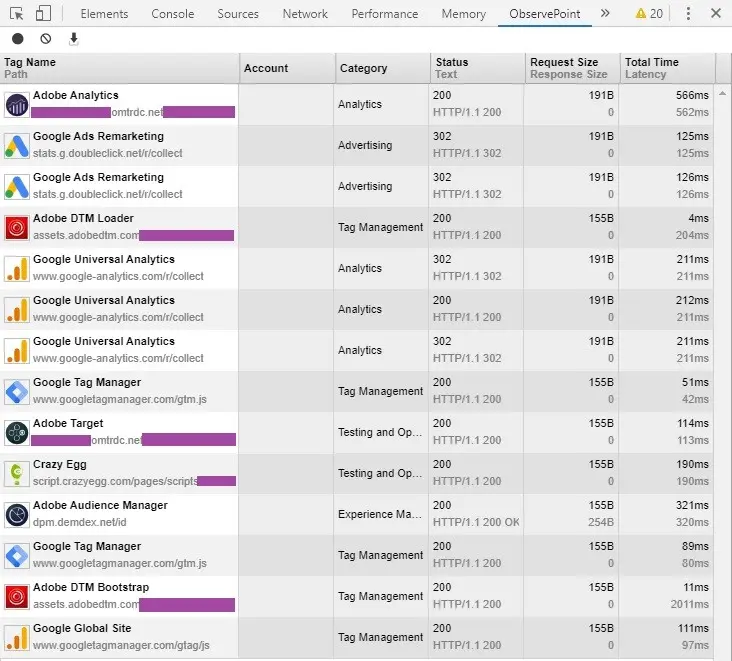 Elements Console Sources Network Performance Memory ObservePoint » 20
Tag Name Account Category Status Request Size Total Time
Path Text Response Size Latency
Adobe Analytics Analytics 200 191B 566ms
omtrdc.net HTTP/1.1 200 0 562ms
Google Ads Remarketing Advertising 302 191B 125ms
stats.g.doubleclick.net/r/collect HTTP/1.1 302 0 125ms
Google Ads Remarketing Advertising 302 191B 126ms
stats.g.doubleclick.net/r/collect HTTP/1.1 302 0 126ms
Adobe DTM Loader Tag Management 200 155B 4ms
assets.adobedtm.com HTTP/1.1 200 0 204ms
Google Universal Analytics Analytics 302 191B 211ms
www.google-analytics.com/r/collect HTTP/1.1 302 0 211ms
Google Universal Analytics Analytics 200 191B 212ms
www.google-analytics.com/r/collect HTTP/1.1 200 0 211ms
Google Universal Analytics Analytics 302 191B 211ms
www.google-analytics.com/r/collect HTTP/1.1 302 0 211ms
Google Tag Manager Tag Management 200 155B 51ms
www.googletagmanager.com/gtm.js HTTP/1.1 200 0 42ms
Adobe Target Testing and Op... 200 155B 114ms
omtrdc.net HTTP/1.1 200 0 113ms
Crazy Egg Testing and Op... 200 155B 190ms
script.crazyegg.com/pages/scripts HTTP/1.1 200 0 190ms
Adobe Audience Manager Experience Ma... 200 155B 321ms
dpm.demdex.net/id HTTP/1.1 200 OK 254B 320ms
Google Tag Manager Tag Management 200 155B 89ms
www.googletagmanager.com/gtm.js HTTP/1.1 200 0 80ms
Adobe DTM Bootstrap Tag Management 200 155B 11ms
assets.adobedtm.com HTTP/1.1 200 0 2011ms
Google Global Site Tag Management 200 155B 111ms
www.googletagmanager.com/gtag/js HTTP/1.1 200 0 97ms